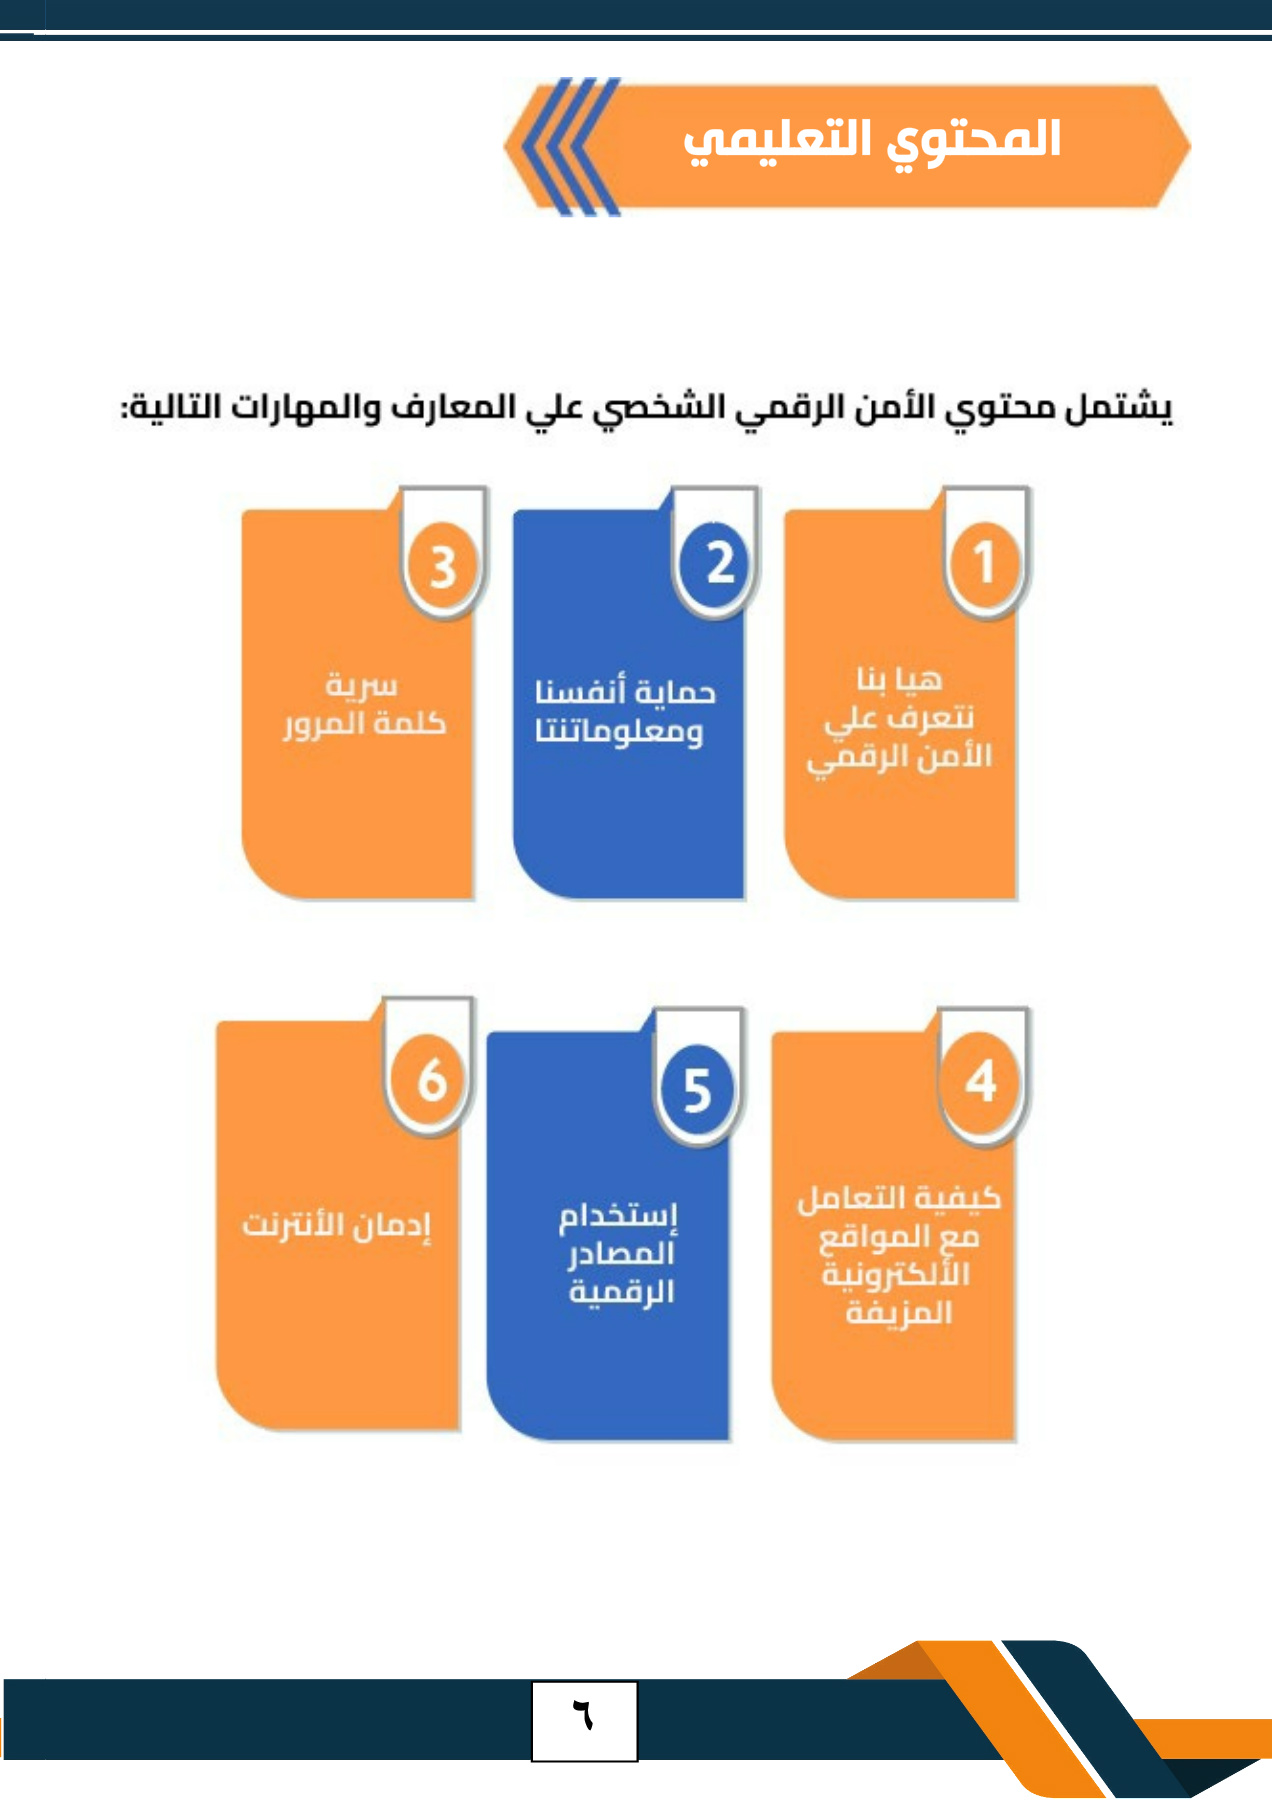 المحتوي التعليمي
يشتمل محتوي الأمن الرقمي الشخصي علي المعارف والمهارات التالية:
1
هيا بنا
نتعرف علي
الأمن الرقمي
2
حماية أنفسنا
ومعلوماتنتا
3
سرية
كلمة المرور
4
كيفية التعامل
مع المواقع
الألكترونية
المزيفة
5
إستخدام
المصادر
الرقمية
6
إدمان الأنترنت
٦